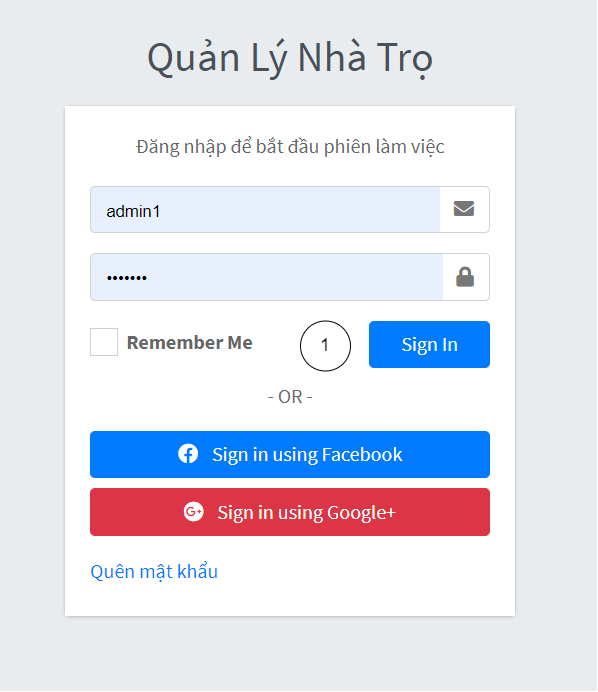 Quản Lý Nhà Trọ
Đăng nhập để bắt đầu phiên làm việc
admin1
•••••••
Remember Me
1
Sign In
- OR -
Sign in using Facebook
Sign in using Google+
Quên mật khẩu